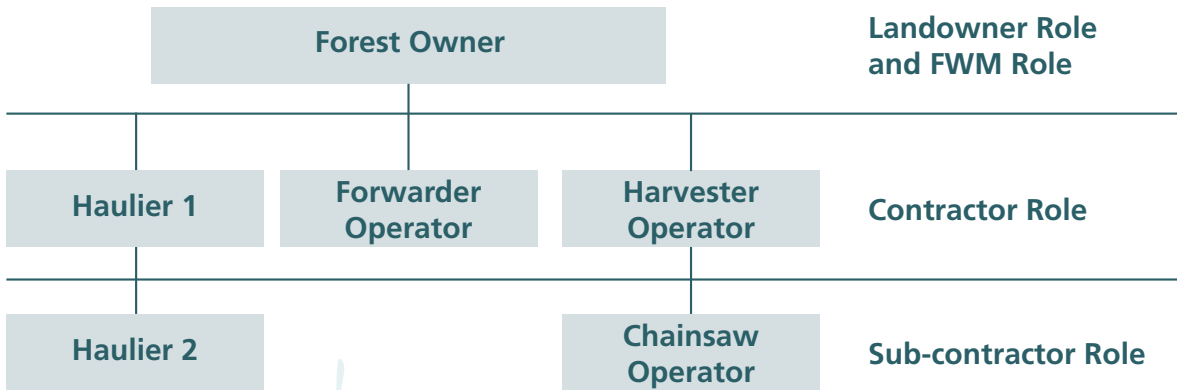 Forest Owner
Landowner Role
and FWM Role
Haulier 1
Forwarder
Operator
Harvester
Operator
Contractor Role
Haulier 2
Chainsaw
Operator
Sub-contractor Role